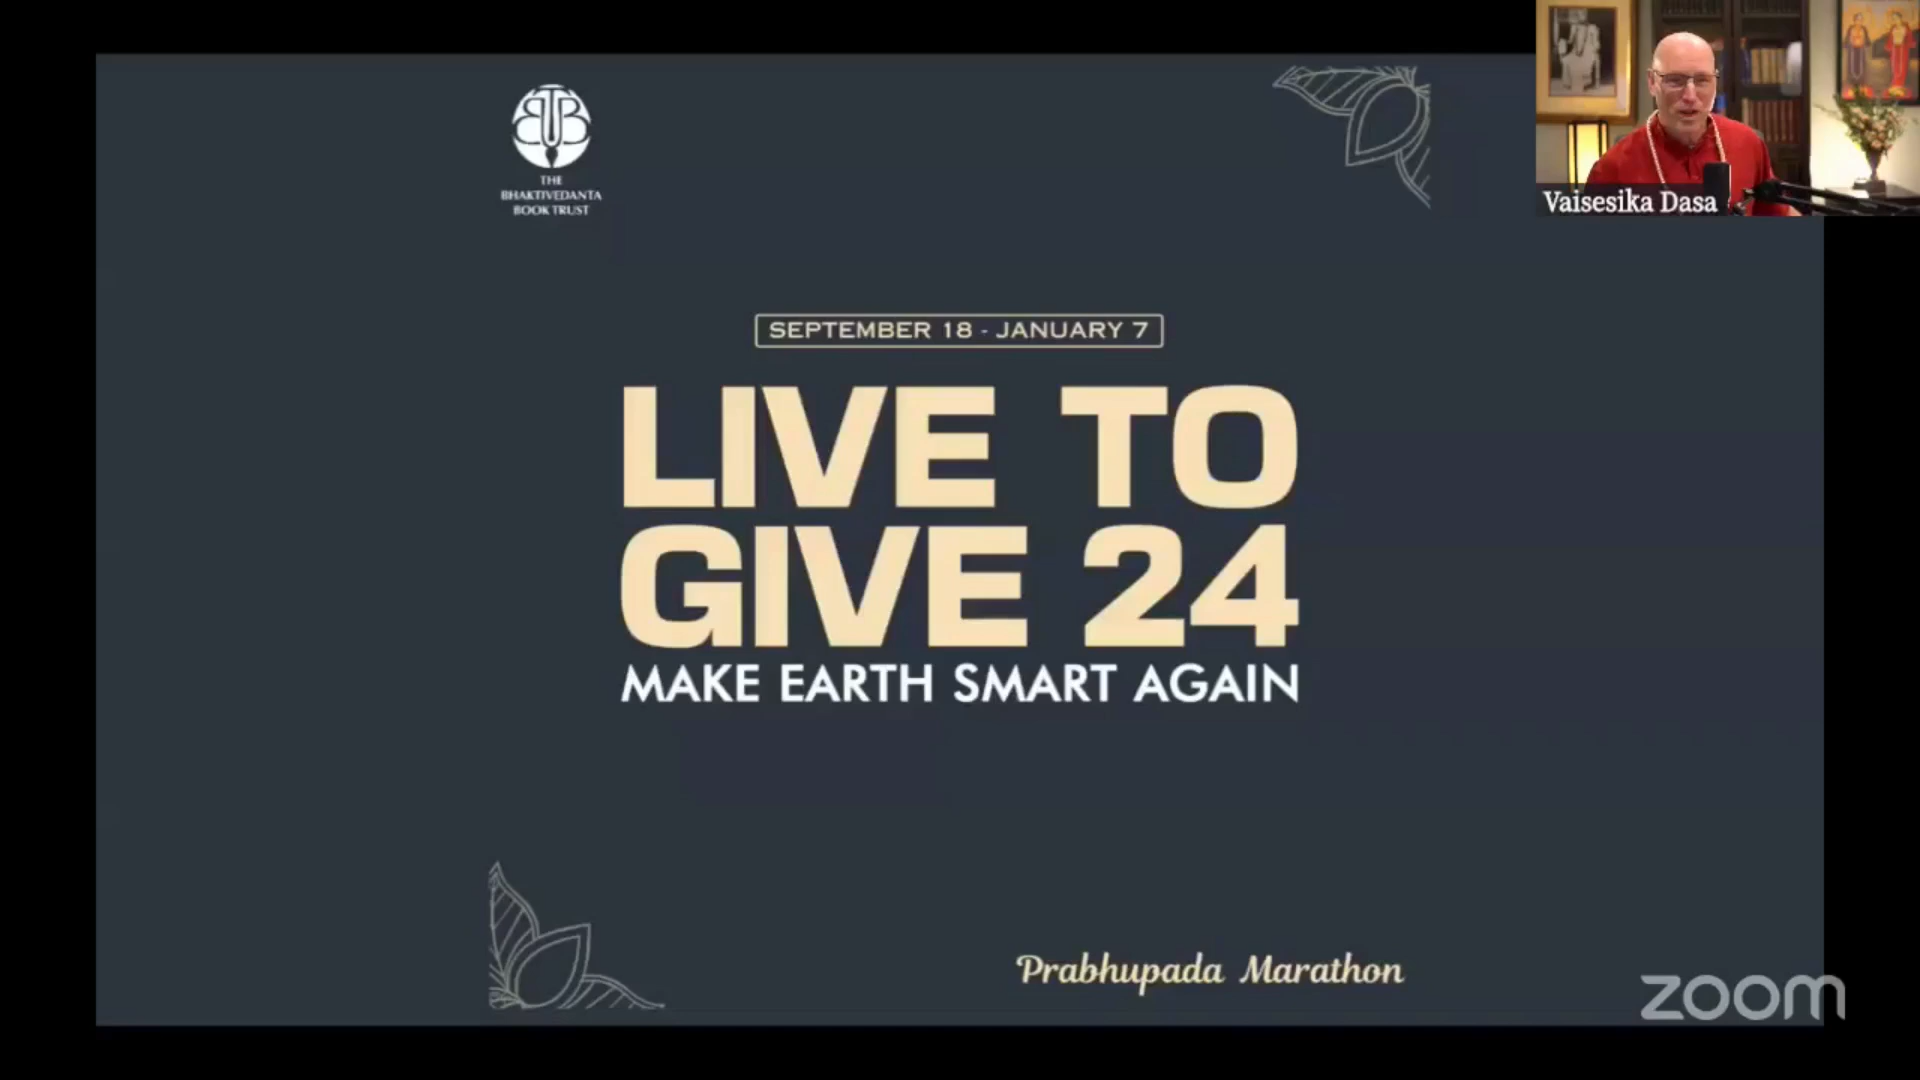 THE
BHAKTIVEDANTA
BOOK TRUST
Vaisesika Dasa
SEPTEMBER 18 - JANUARY 7
LIVE TO
GIVE 24
MAKE EARTH SMART AGAIN
Prabhupada Marathon
zoom